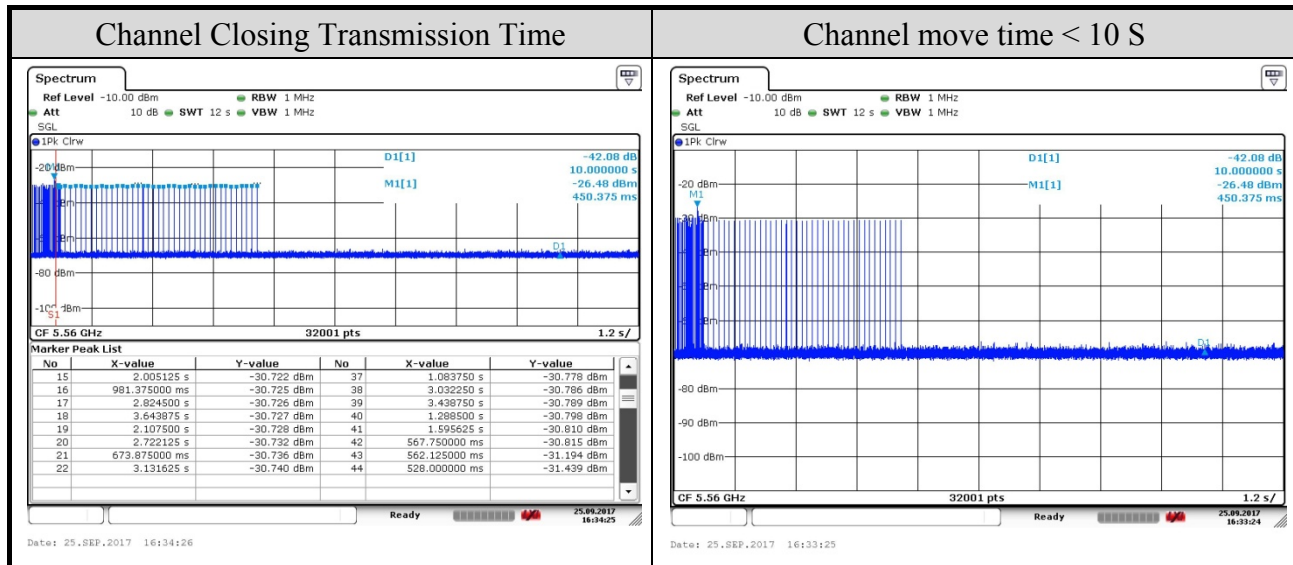 Channel Closing Transmission Time
Channel move time < 10 S
Spectrum
Ref Level -10.00 dBm RBW 1 MHz
Att 10 dB SWT 12 s VBW 1 MHz
SGL
1Pk Clrw
D1[1] -42.08 dB
10.000000 s
M1[1] -26.48 dBm
450.375 ms
-20 dBm
D1
-80 dBm
S1
CF 5.56 GHz 32001 pts 1.2 s/
Marker Peak List
No X-value Y-value No X-value Y-value
15 2.005125 s -30.722 dBm 37 1.083750 s -30.778 dBm
16 981.375000 ms -30.725 dBm 38 3.032250 s -30.786 dBm
17 2.824500 s -30.726 dBm 39 3.438750 s -30.789 dBm
18 3.643875 s -30.727 dBm 40 1.288500 s -30.798 dBm
19 2.107500 s -30.728 dBm 41 1.595625 s -30.810 dBm
20 2.722125 s -30.732 dBm 42 567.750000 ms -30.815 dBm
21 673.875000 ms -30.736 dBm 43 562.125000 ms -31.194 dBm
22 3.131625 s -30.740 dBm 44 528.000000 ms -31.439 dBm
Ready 25.09.2017
16:34:25
Date: 25.SEP.2017 16:34:26
Spectrum
Ref Level -10.00 dBm RBW 1 MHz
Att 10 dB SWT 12 s VBW 1 MHz
SGL
1Pk Clrw
D1[1] -42.08 dB
10.000000 s
M1[1] -26.48 dBm
450.375 ms
-20 dBm
M1
D1
-80 dBm
-90 dBm
-100 dBm
CF 5.56 GHz 32001 pts 1.2 s/
Ready 25.09.2017
16:33:24
Date: 25.SEP.2017 16:33:25